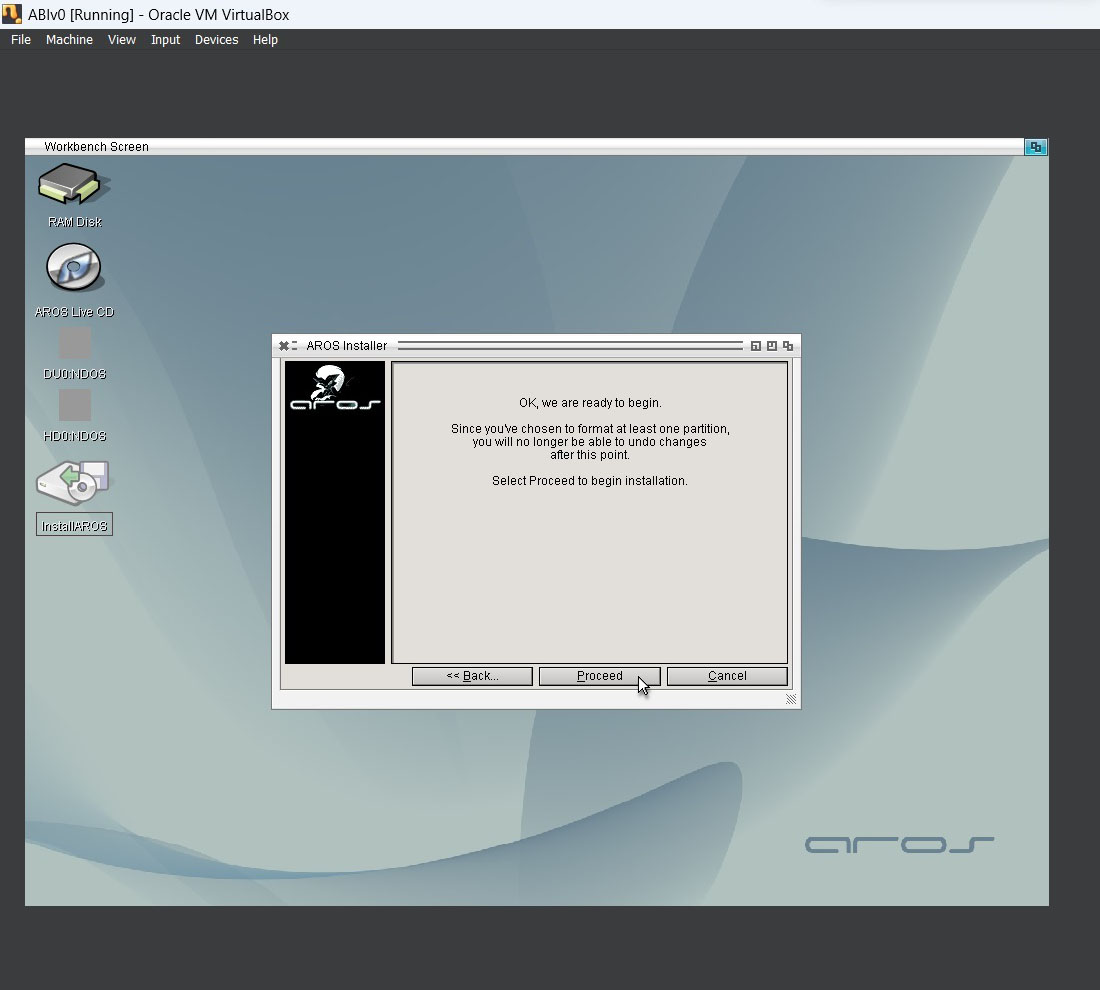 ABIv0 [Running] - Oracle VM VirtualBox
File Machine View Input Devices Help
Workbench Screen
RAM Disk
AROS Live CD
DU0:NDOS
HD0:NDOS
InstallAROS
AROS Installer
aros
OK, we are ready to begin.
Since you've chosen to format at least one partition,
you will no longer be able to undo changes
after this point.
Select Proceed to begin installation.
<< Back... Proceed Cancel
aros